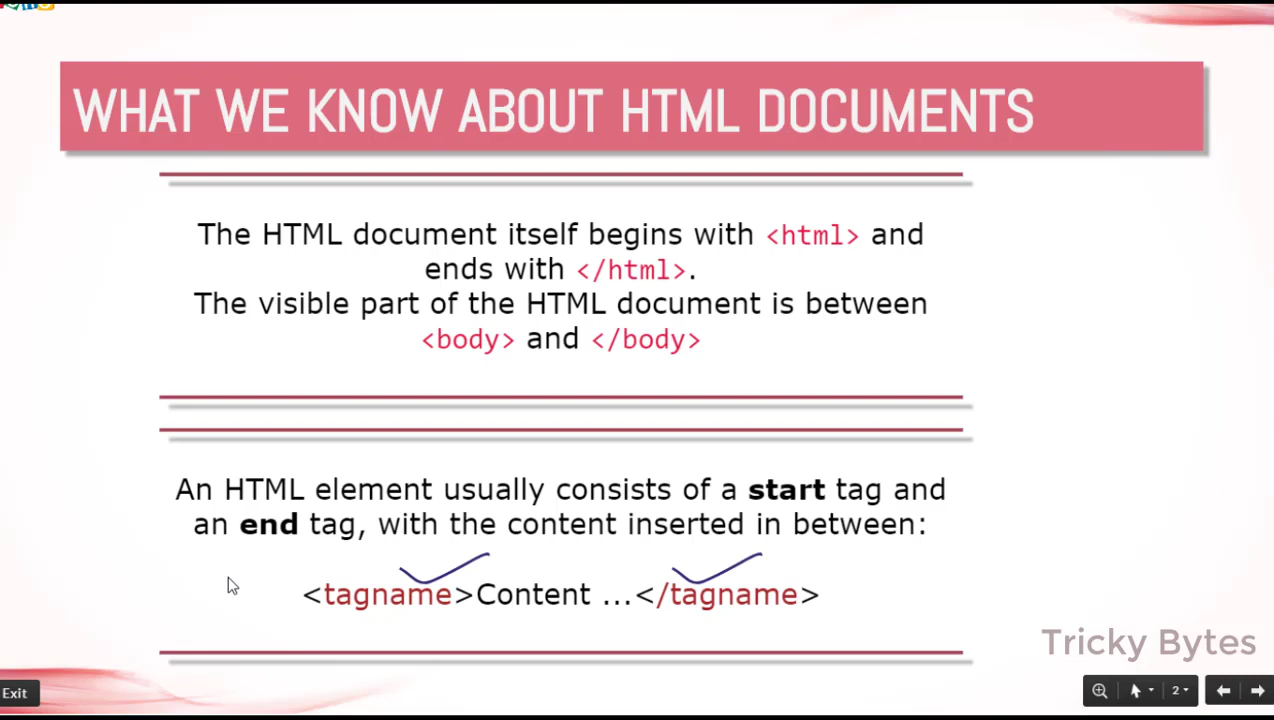 WHAT WE KNOW ABOUT HTML DOCUMENTS
The HTML document itself begins with <html> and
ends with </html>.
The visible part of the HTML document is between
<body> and </body>
An HTML element usually consists of a start tag and
an end tag, with the content inserted in between:
<tagname>Content ...</tagname>
Tricky Bytes
Exit
2